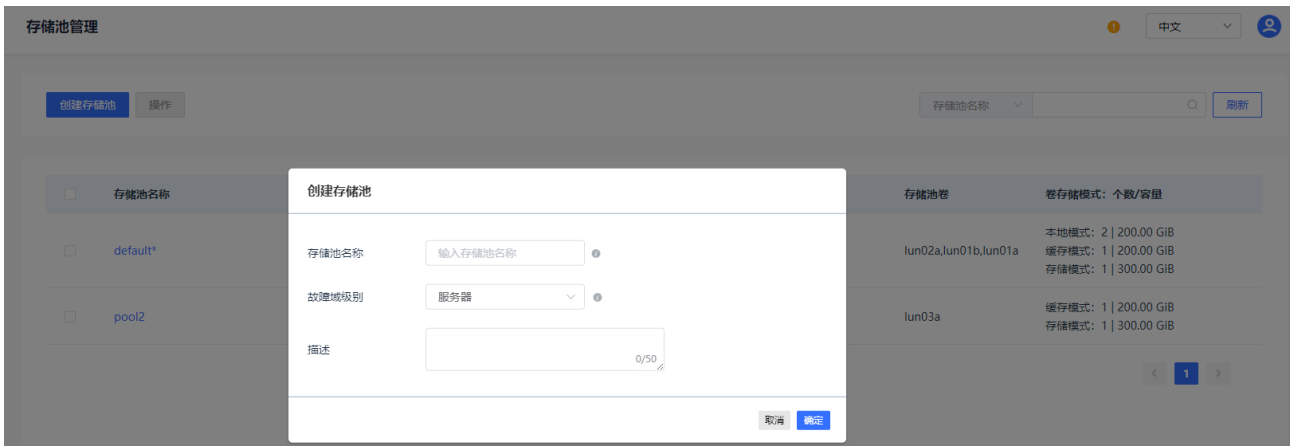 存储池管理
中文
创建存储池
操作
存储池名称
刷新
存储池名称
存储池卷
卷存储模式：个数/容量
default*
lun02a,lun01b,lun01a
本地模式：2 | 200.00 GiB
缓存模式：1 | 200.00 GiB
存储模式：1 | 300.00 GiB
pool2
lun03a
缓存模式：1 | 200.00 GiB
存储模式：1 | 300.00 GiB
1
创建存储池
存储池名称
输入存储池名称
故障域级别
服务器
描述
0/50
取消
确定